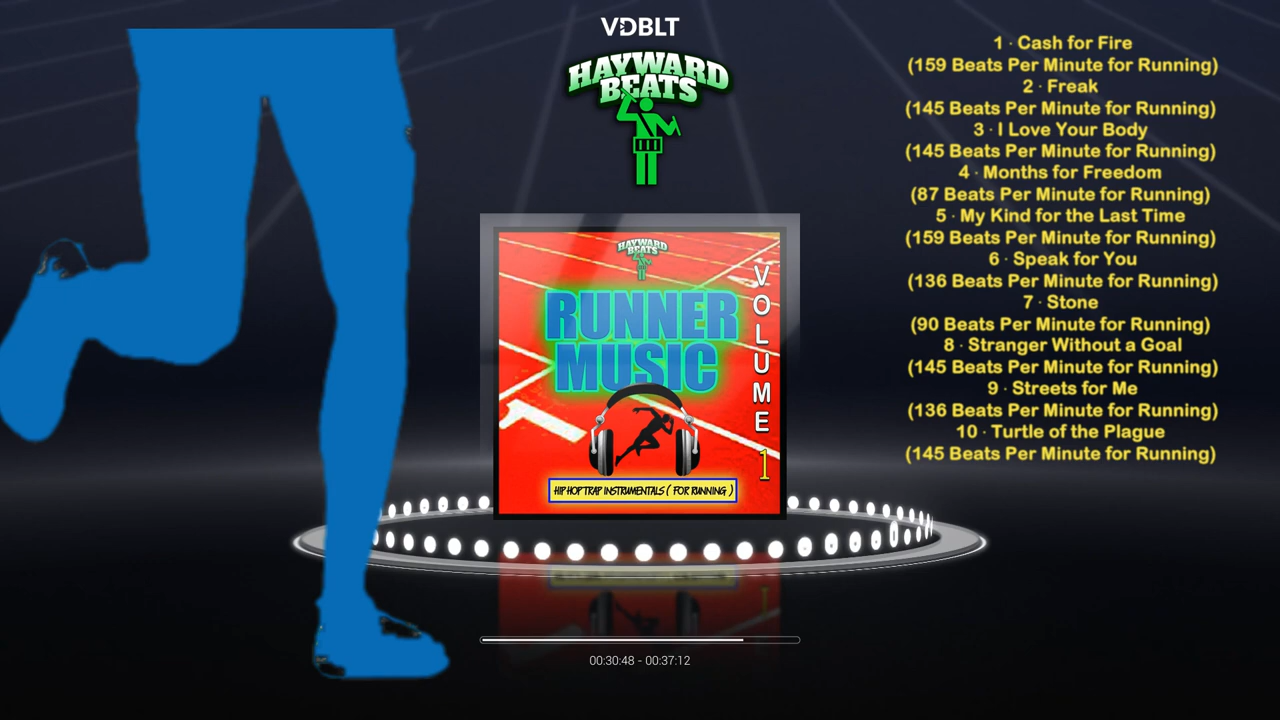 VDBLT
HAYWARD
BEATS
1 · Cash for Fire
(159 Beats Per Minute for Running)
2 · Freak
(145 Beats Per Minute for Running)
3 · I Love Your Body
(145 Beats Per Minute for Running)
4 · Months for Freedom
(87 Beats Per Minute for Running)
5 · My Kind for the Last Time
(159 Beats Per Minute for Running)
6 · Speak for You
(136 Beats Per Minute for Running)
7 · Stone
(90 Beats Per Minute for Running)
8 · Stranger Without a Goal
(145 Beats Per Minute for Running)
9 · Streets for Me
(136 Beats Per Minute for Running)
10 · Turtle of the Plague
(145 Beats Per Minute for Running)
HAYWARD
BEATS
RUNNER
MUSIC
VOLUME 1
1
HIP HOP TRAP INSTRUMENTALS ( FOR RUNNING )
00:30:48 - 00:37:12